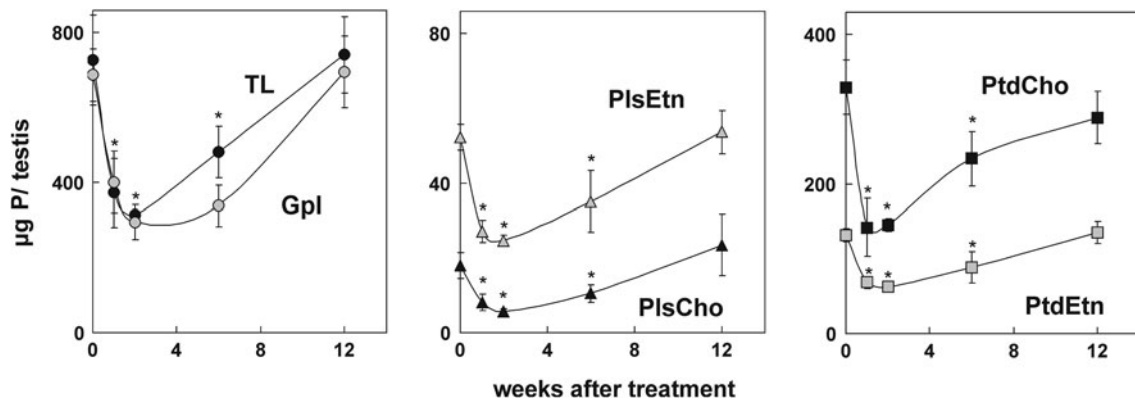 µg P/ testis
800
400
0
0 4 8 12
TL
Gpl
*
*
*
80
40
0
0 4 8 12
PlsEtn
PlsCho
* * *
* * *
400
200
0
0 4 8 12
PtdCho
PtdEtn
* * *
* * *
weeks after treatment